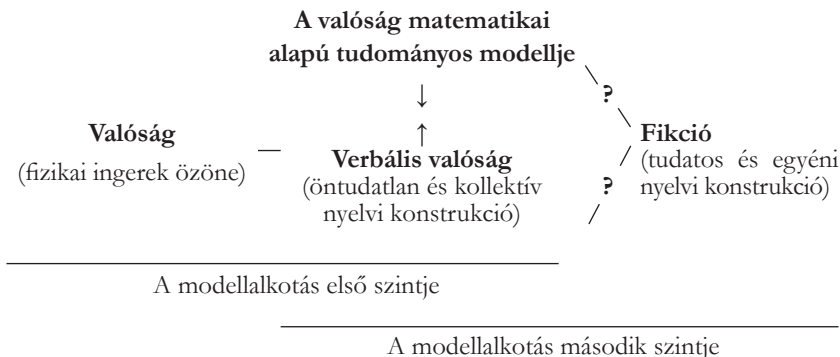 A valóság matematikai
alapú tudományos modellje
?
↓
Valóság
↑
Fikció
(fizikai ingerek özöne)
—
Verbális valóság
(tudatos és egyéni
(öntudatlan és kollektív
?
nyelvi konstrukció)
nyelvi konstrukció)
A modellalkotás első szintje
A modellalkotás második szintje